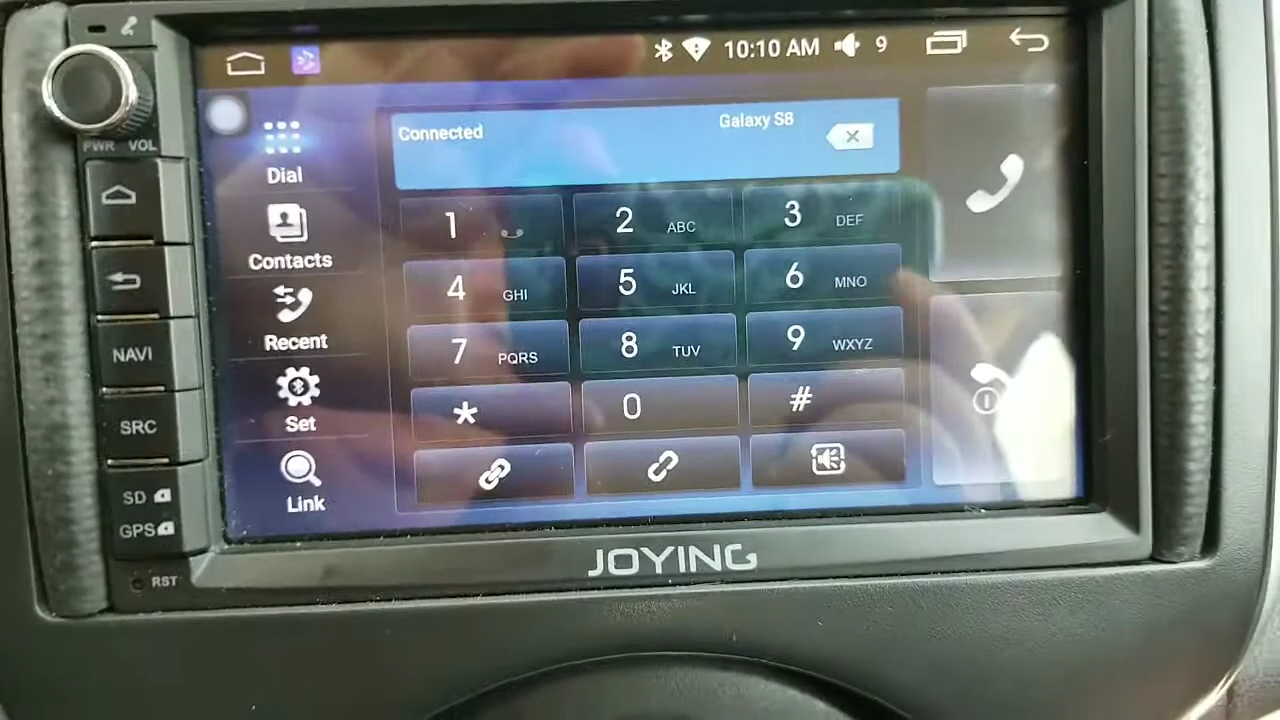 10:10 AM 9
PWR VOL
NAVI
SRC
SD
GPS
RST
Dial
Contacts
Recent
Set
Link
Connected Galaxy S8
1
2 ABC
3 DEF
4 GHI
5 JKL
6 MNO
7 PQRS
8 TUV
9 WXYZ
*
0
#
JOYING